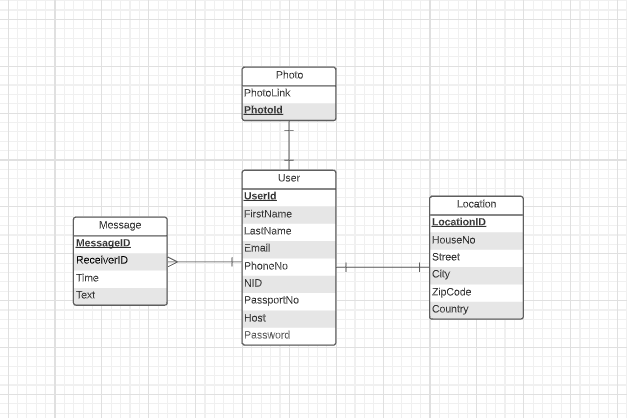 Photo
PhotoLink
PhotoId
User
UserId
FirstName
LastName
Email
PhoneNo
NID
PassportNo
Host
Password
Message
MessageID
ReceiverID
Time
Text
Location
LocationID
HouseNo
Street
City
ZipCode
Country